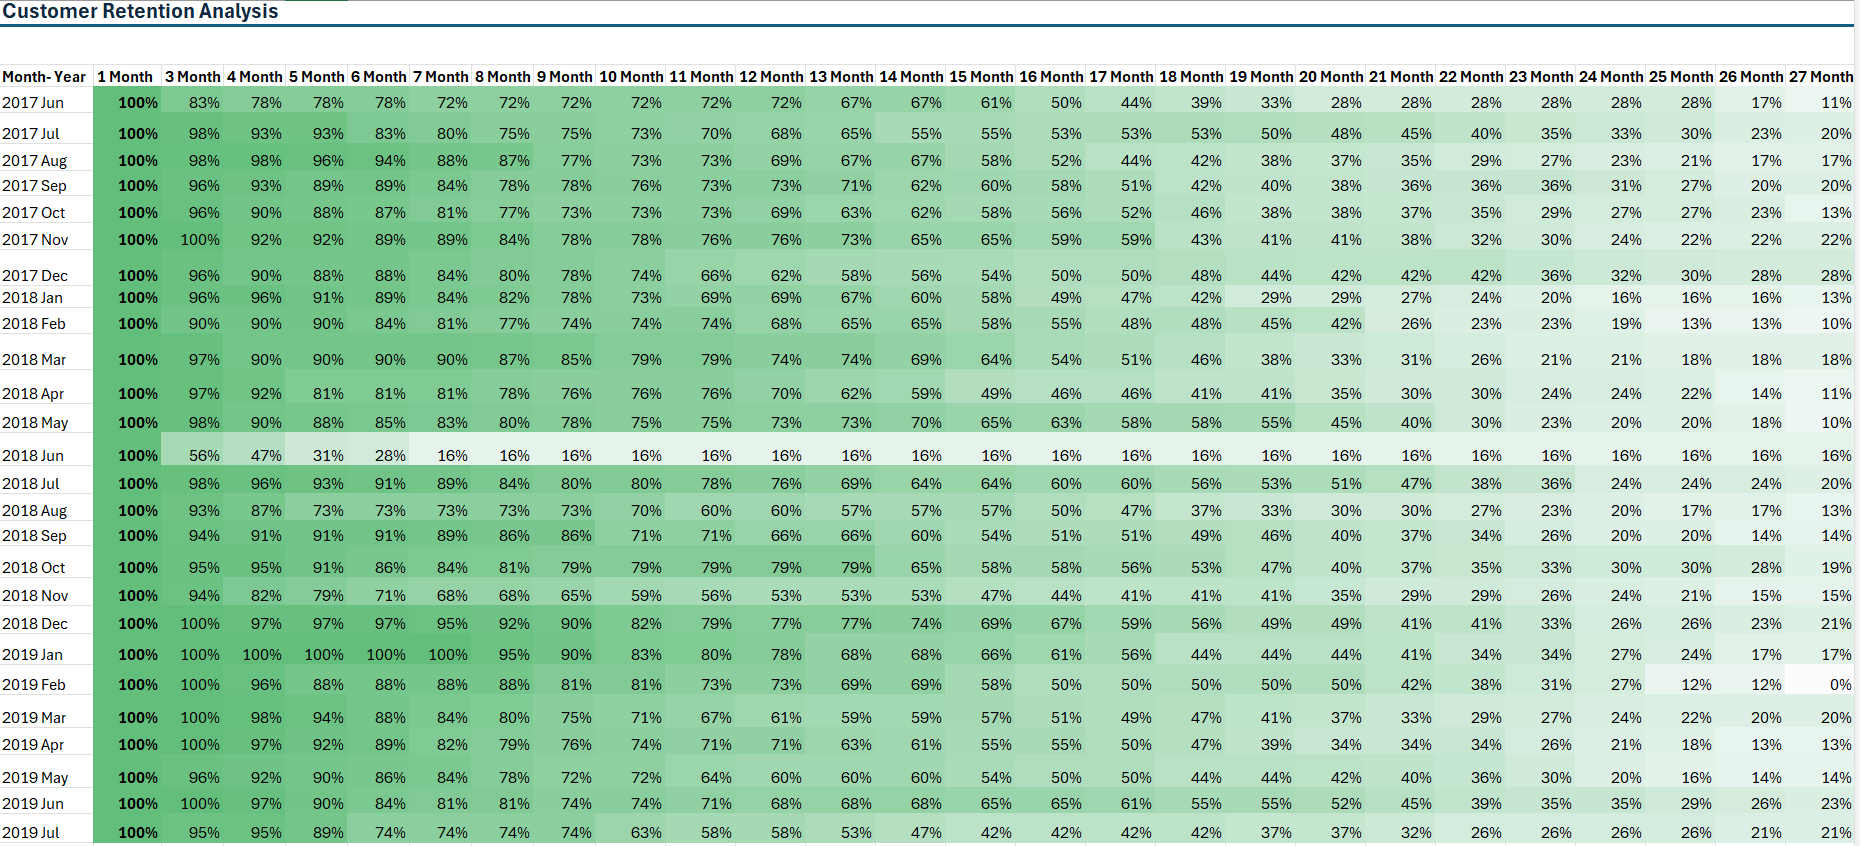 Customer Retention Analysis
Month- Year 1 Month 3 Month 4 Month 5 Month 6 Month 7 Month 8 Month 9 Month 10 Month 11 Month 12 Month 13 Month 14 Month 15 Month 16 Month 17 Month 18 Month 19 Month 20 Month 21 Month 22 Month 23 Month 24 Month 25 Month 26 Month 27 Month
2017 Jun 100% 83% 78% 78% 78% 72% 72% 72% 72% 72% 72% 67% 67% 61% 50% 44% 39% 33% 28% 28% 28% 28% 28% 28% 17% 11%
2017 Jul 100% 98% 93% 93% 83% 80% 75% 75% 73% 70% 68% 65% 55% 55% 53% 53% 53% 50% 48% 45% 40% 35% 33% 30% 23% 20%
2017 Aug 100% 98% 98% 96% 94% 88% 87% 77% 73% 73% 69% 67% 67% 58% 52% 44% 42% 38% 37% 35% 29% 27% 23% 21% 17% 17%
2017 Sep 100% 96% 93% 89% 89% 84% 78% 78% 76% 73% 73% 71% 62% 60% 58% 51% 42% 40% 38% 36% 36% 36% 31% 27% 20% 20%
2017 Oct 100% 96% 90% 88% 87% 81% 77% 73% 73% 73% 69% 63% 62% 58% 56% 52% 46% 38% 38% 37% 35% 29% 27% 27% 23% 13%
2017 Nov 100% 100% 92% 92% 89% 89% 84% 78% 78% 76% 76% 73% 65% 65% 59% 59% 43% 41% 41% 38% 32% 30% 24% 22% 22% 22%
2017 Dec 100% 96% 90% 88% 88% 84% 80% 78% 74% 66% 62% 58% 56% 54% 50% 50% 48% 44% 42% 42% 42% 36% 32% 30% 28% 28%
2018 Jan 100% 96% 96% 91% 89% 84% 82% 78% 73% 69% 69% 67% 60% 58% 49% 47% 42% 29% 29% 27% 24% 20% 16% 16% 16% 13%
2018 Feb 100% 90% 90% 90% 84% 81% 77% 74% 74% 74% 68% 65% 65% 58% 55% 48% 48% 45% 42% 26% 23% 23% 19% 13% 13% 10%
2018 Mar 100% 97% 90% 90% 90% 90% 87% 85% 79% 79% 74% 74% 69% 64% 54% 51% 46% 38% 33% 31% 26% 21% 21% 18% 18% 18%
2018 Apr 100% 97% 92% 81% 81% 81% 78% 76% 76% 76% 70% 62% 59% 49% 46% 46% 41% 41% 35% 30% 30% 24% 24% 22% 14% 11%
2018 May 100% 98% 90% 88% 85% 83% 80% 78% 75% 75% 73% 73% 70% 65% 63% 58% 58% 55% 45% 40% 30% 23% 20% 20% 18% 10%
2018 Jun 100% 56% 47% 31% 28% 16% 16% 16% 16% 16% 16% 16% 16% 16% 16% 16% 16% 16% 16% 16% 16% 16% 16% 16% 16% 16%
2018 Jul 100% 98% 96% 93% 91% 89% 84% 80% 80% 78% 76% 69% 64% 64% 60% 60% 56% 53% 51% 47% 38% 36% 24% 24% 24% 20%
2018 Aug 100% 93% 87% 73% 73% 73% 73% 73% 70% 60% 60% 57% 57% 57% 50% 47% 37% 33% 30% 30% 27% 23% 20% 17% 17% 13%
2018 Sep 100% 94% 91% 91% 91% 89% 86% 86% 71% 71% 66% 66% 60% 54% 51% 51% 49% 46% 40% 37% 34% 26% 20% 20% 14% 14%
2018 Oct 100% 95% 95% 91% 86% 84% 81% 79% 79% 79% 79% 79% 65% 58% 58% 56% 53% 47% 40% 37% 35% 33% 30% 30% 28% 19%
2018 Nov 100% 94% 82% 79% 71% 68% 68% 65% 59% 56% 53% 53% 53% 47% 44% 41% 41% 41% 35% 29% 29% 26% 24% 21% 15% 15%
2018 Dec 100% 100% 97% 97% 97% 95% 92% 90% 82% 79% 77% 77% 74% 69% 67% 59% 56% 49% 49% 41% 41% 33% 26% 26% 23% 21%
2019 Jan 100% 100% 100% 100% 100% 100% 95% 90% 83% 80% 78% 68% 68% 66% 61% 56% 44% 44% 44% 41% 34% 34% 27% 24% 17% 17%
2019 Feb 100% 100% 96% 88% 88% 88% 88% 81% 81% 73% 73% 69% 69% 58% 50% 50% 50% 50% 50% 42% 38% 31% 27% 12% 12% 0%
2019 Mar 100% 100% 98% 94% 88% 84% 80% 75% 71% 67% 61% 59% 59% 57% 51% 49% 47% 41% 37% 33% 29% 27% 24% 22% 20% 20%
2019 Apr 100% 100% 97% 92% 89% 82% 79% 76% 74% 71% 71% 63% 61% 55% 55% 50% 47% 39% 34% 34% 34% 26% 21% 18% 13% 13%
2019 May 100% 96% 92% 90% 86% 84% 78% 72% 72% 64% 60% 60% 60% 54% 50% 50% 44% 44% 42% 40% 36% 30% 20% 16% 14% 14%
2019 Jun 100% 100% 97% 90% 84% 81% 81% 74% 74% 71% 68% 68% 68% 65% 65% 61% 55% 55% 52% 45% 39% 35% 35% 29% 26% 23%
2019 Jul 100% 95% 95% 89% 74% 74% 74% 74% 63% 58% 58% 53% 47% 42% 42% 42% 42% 37% 37% 32% 26% 26% 26% 26% 21% 21%